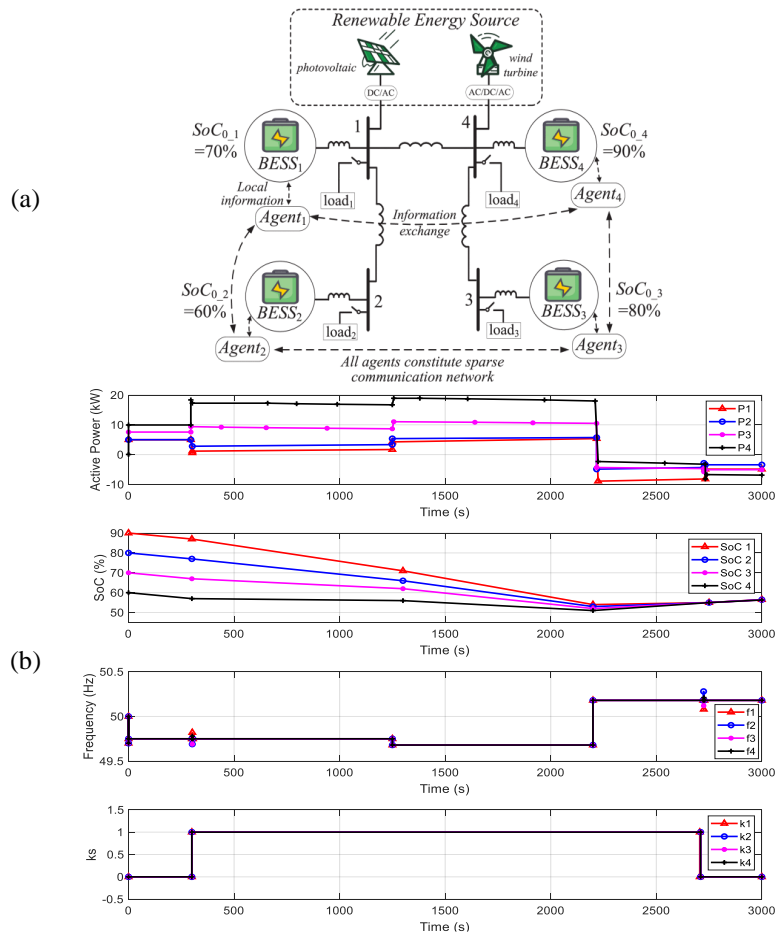 (a)
Renewable Energy Source
photovoltaic
wind
turbine
DC/AC
AC/DC/AC
1
4
SoC0_1
=70%
BESS1
SoC0_4
=90%
BESS4
Local
information
load1
load4
Agent1
Information
exchange
Agent4
SoC0_2
=60%
BESS2
2
3
BESS3
SoC0_3
=80%
load2
load3
Agent2
Agent3
All agents constitute sparse
communication network
(b)
Active Power (kW)
20
10
0
-10
P1
P2
P3
P4
0 500 1000 1500 2000 2500 3000
Time (s)
SoC (%)
90
80
70
60
50
SoC 1
SoC 2
SoC 3
SoC 4
0 500 1000 1500 2000 2500 3000
Time (s)
Frequency (Hz)
50.5
50
49.5
f1
f2
f3
f4
0 500 1000 1500 2000 2500 3000
Time (s)
ks
1.5
1
0.5
0
-0.5
k1
k2
k3
k4
0 500 1000 1500 2000 2500 3000
Time (s)